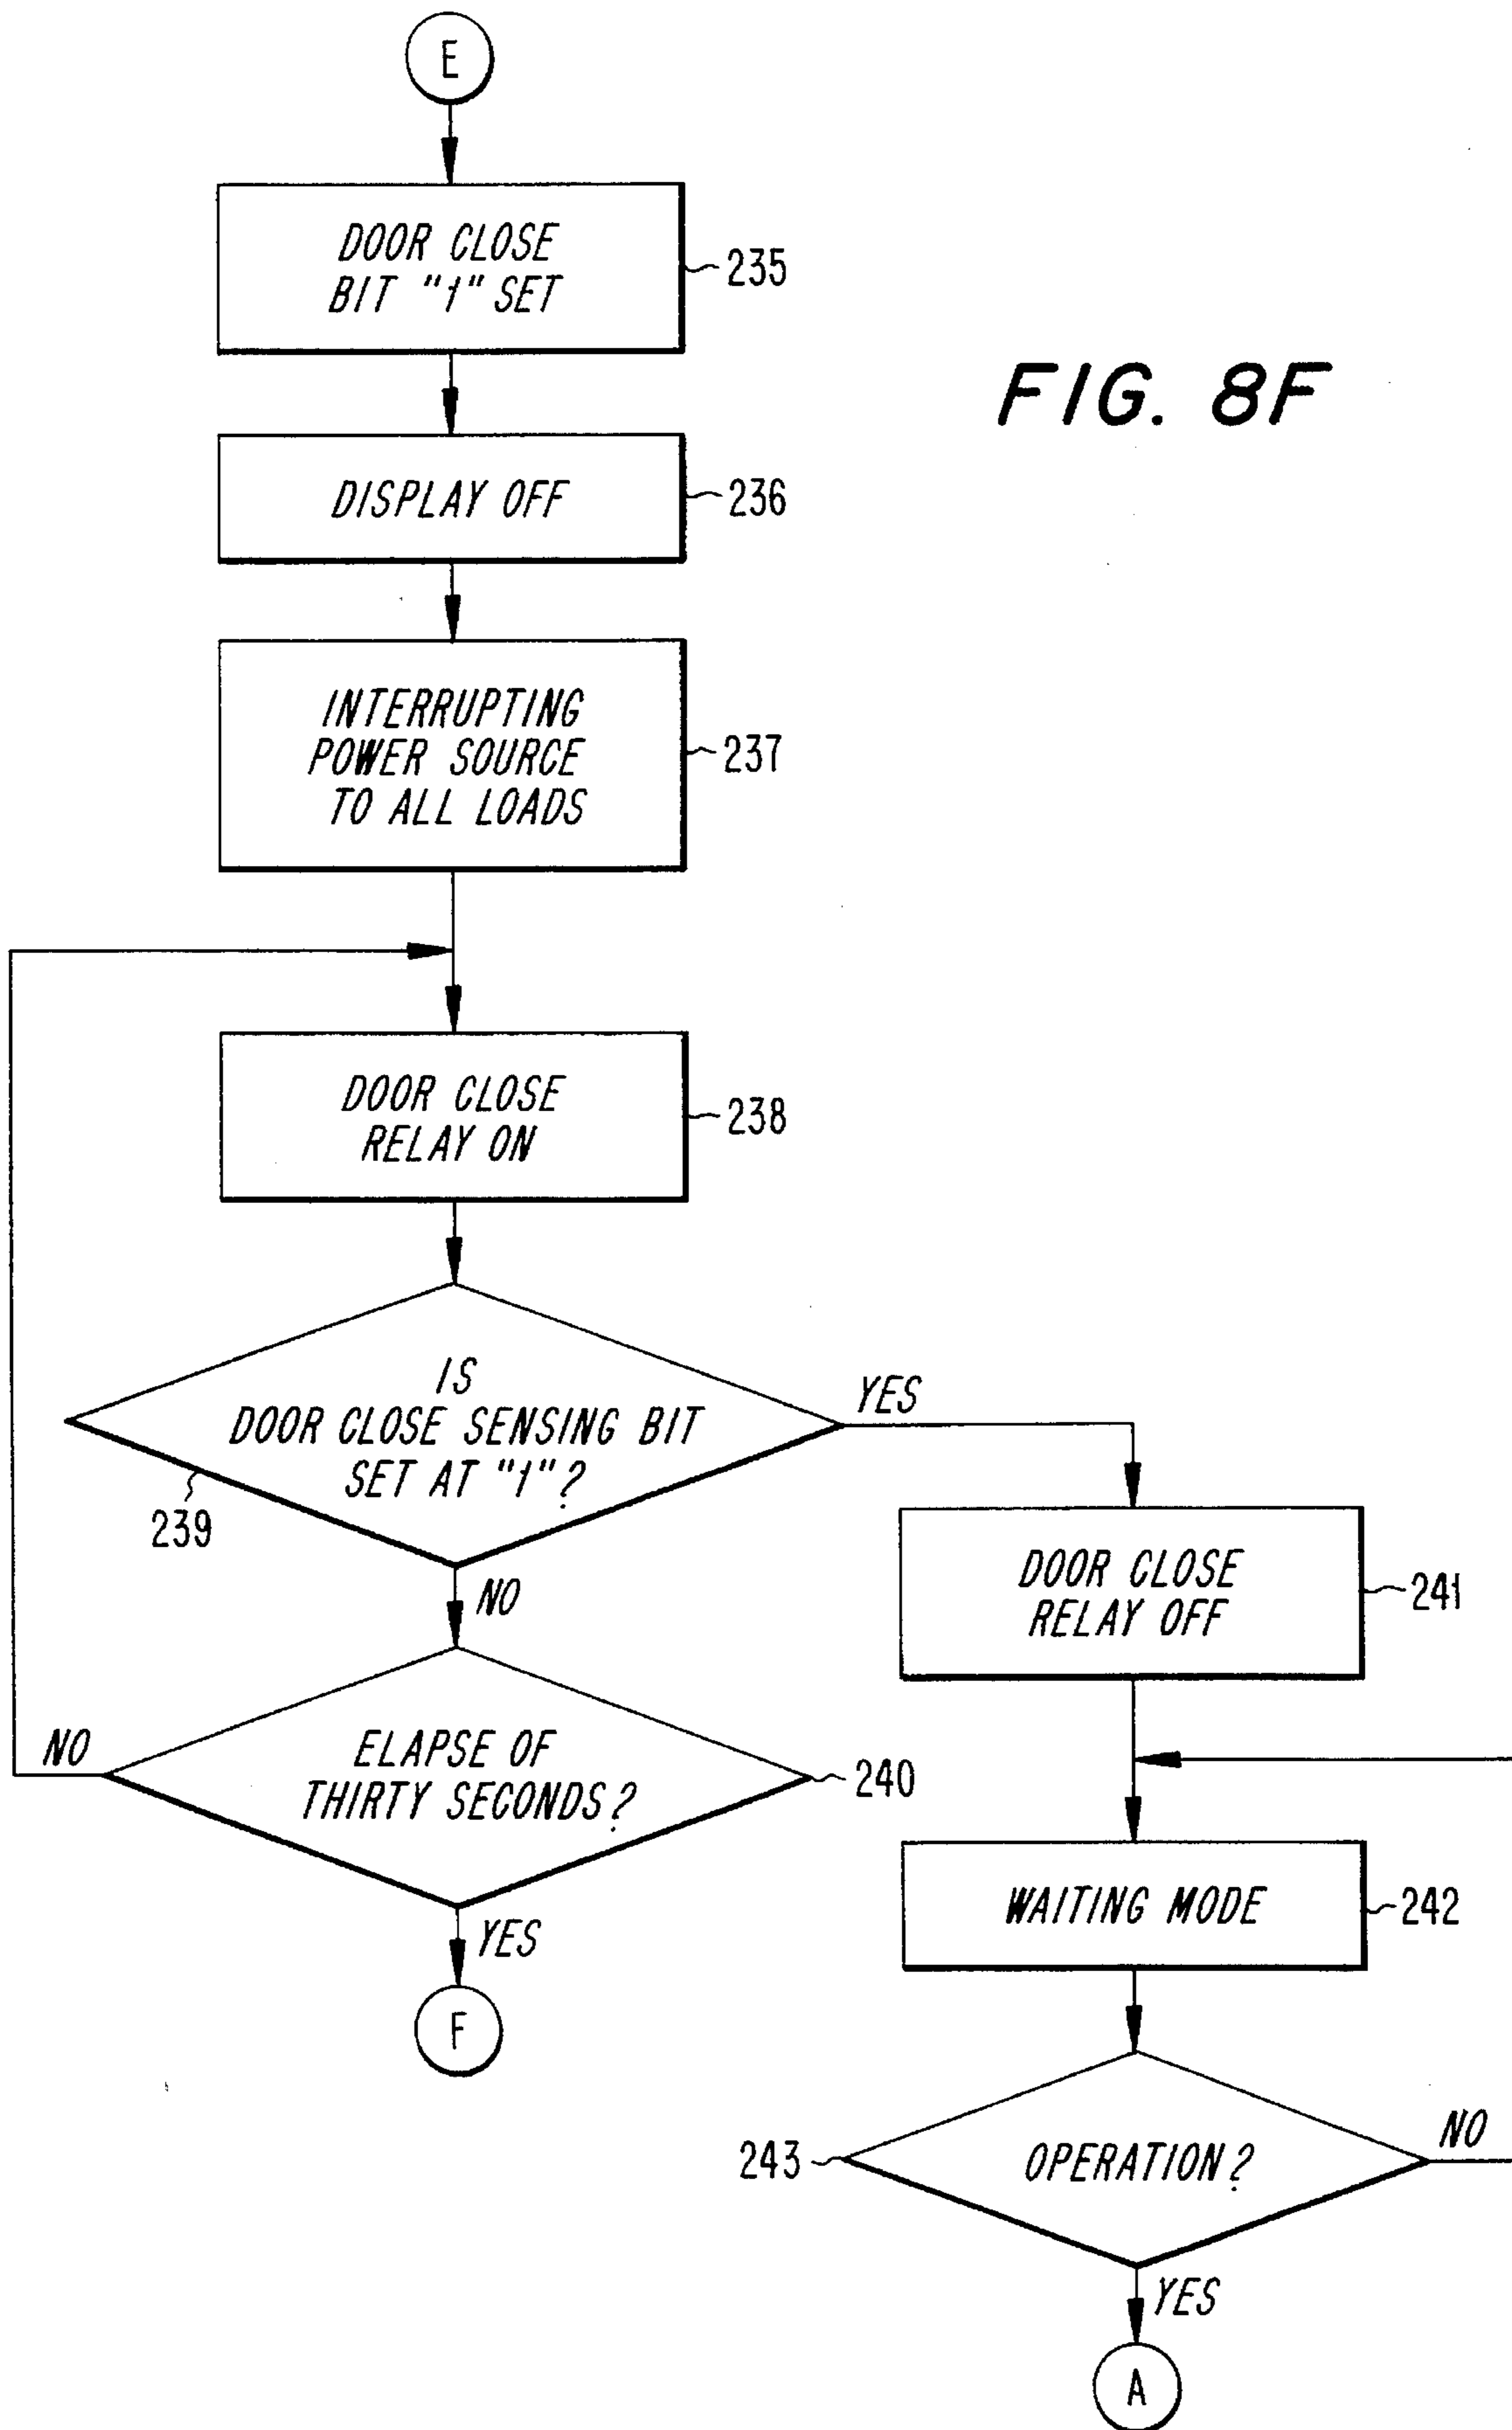 E
DOOR CLOSE
BIT "1" SET
235
FIG. 8F
DISPLAY OFF
236
INTERRUPTING
POWER SOURCE
TO ALL LOADS
237
DOOR CLOSE
RELAY ON
238
IS
DOOR CLOSE SENSING BIT
SET AT "1"?
239
YES
NO
DOOR CLOSE
RELAY OFF
241
ELAPSE OF
THIRTY SECONDS?
240
NO
YES
F
WAITING MODE
242
OPERATION?
243
NO
YES
A